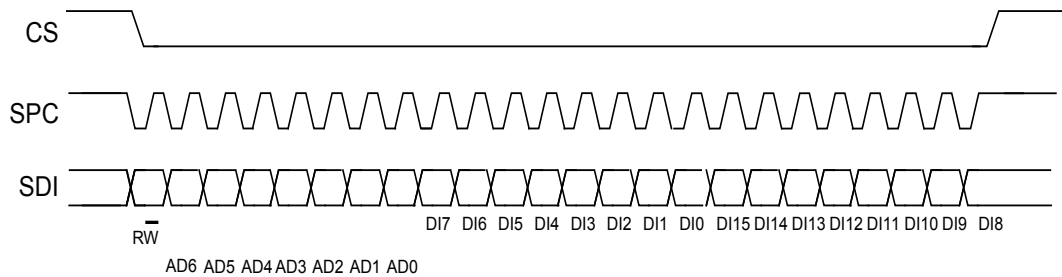 CS
SPC
SDI
DI7 DI6 DI5 DI4 DI3 DI2 DI1 DI0 DI15 DI14 DI13 DI12 DI11 DI10 DI9 DI8
RW
AD6 AD5 AD4 AD3 AD2 AD1 AD0